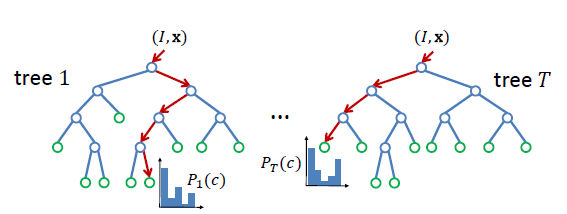 (I, x)
(I, x)
tree 1
tree T
...
P_T(c)
P_1(c)